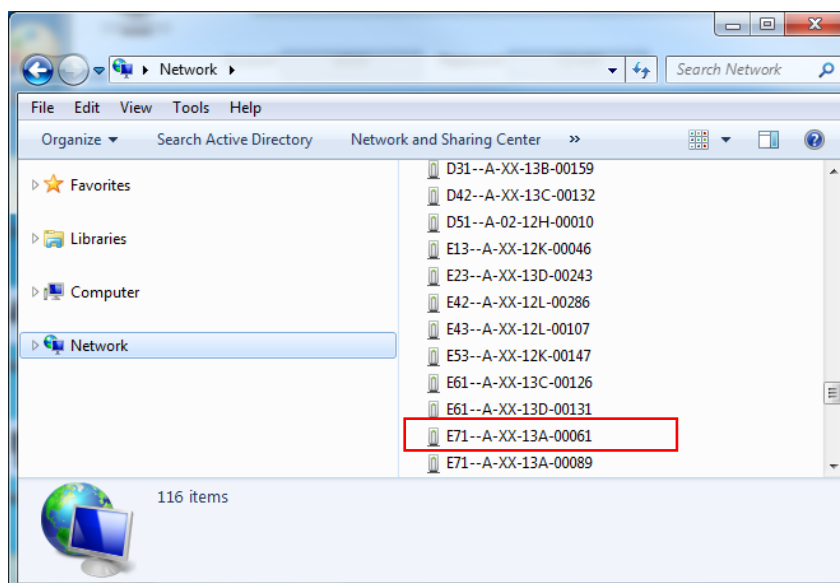 Network
Search Network
File Edit View Tools Help
Organize Search Active Directory Network and Sharing Center »
Favorites
Libraries
Computer
Network
D31--A-XX-13B-00159
D42--A-XX-13C-00132
D51--A-02-12H-00010
E13--A-XX-12K-00046
E23--A-XX-13D-00243
E42--A-XX-12L-00286
E43--A-XX-12L-00107
E53--A-XX-12K-00147
E61--A-XX-13C-00126
E61--A-XX-13D-00131
E71--A-XX-13A-00061
E71--A-XX-13A-00089
116 items